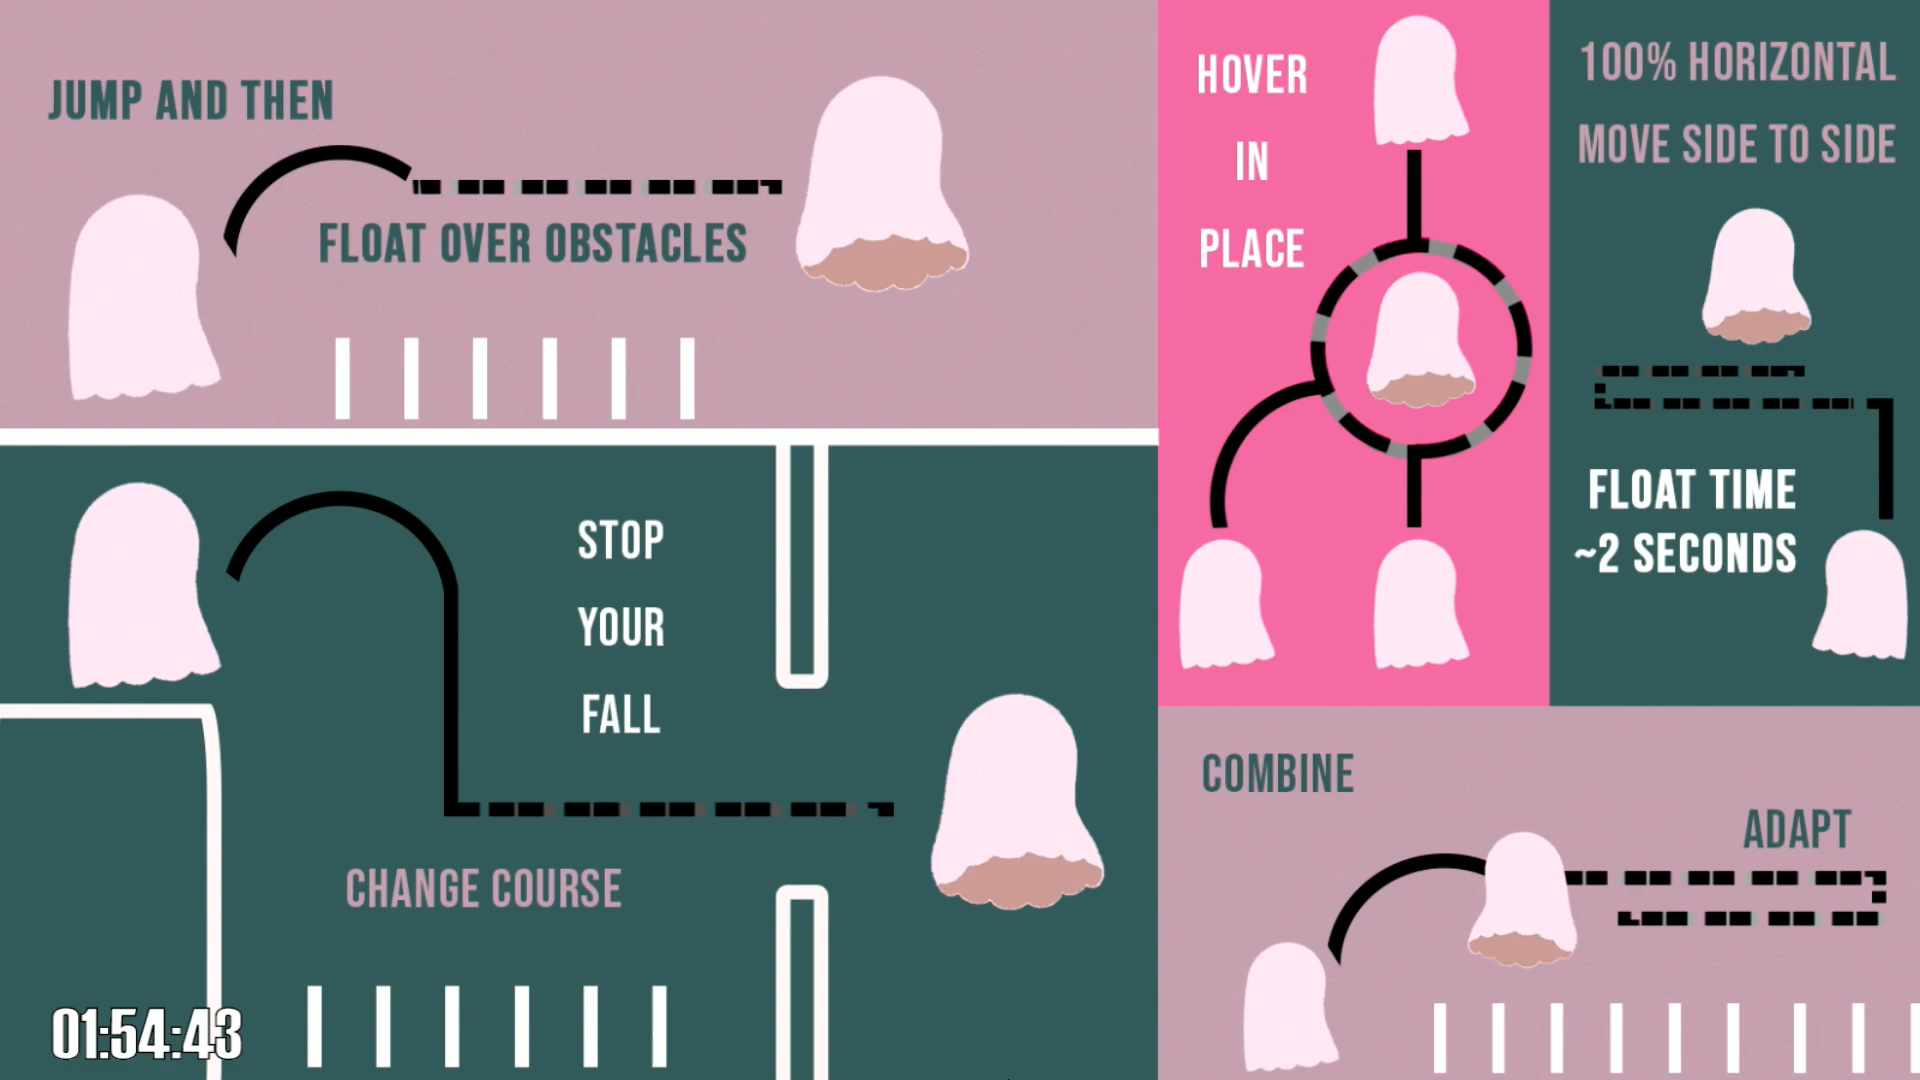 JUMP AND THEN
FLOAT OVER OBSTACLES
STOP
YOUR
FALL
CHANGE COURSE
01:54:43
HOVER
IN
PLACE
100% HORIZONTAL
MOVE SIDE TO SIDE
FLOAT TIME
~2 SECONDS
COMBINE
ADAPT